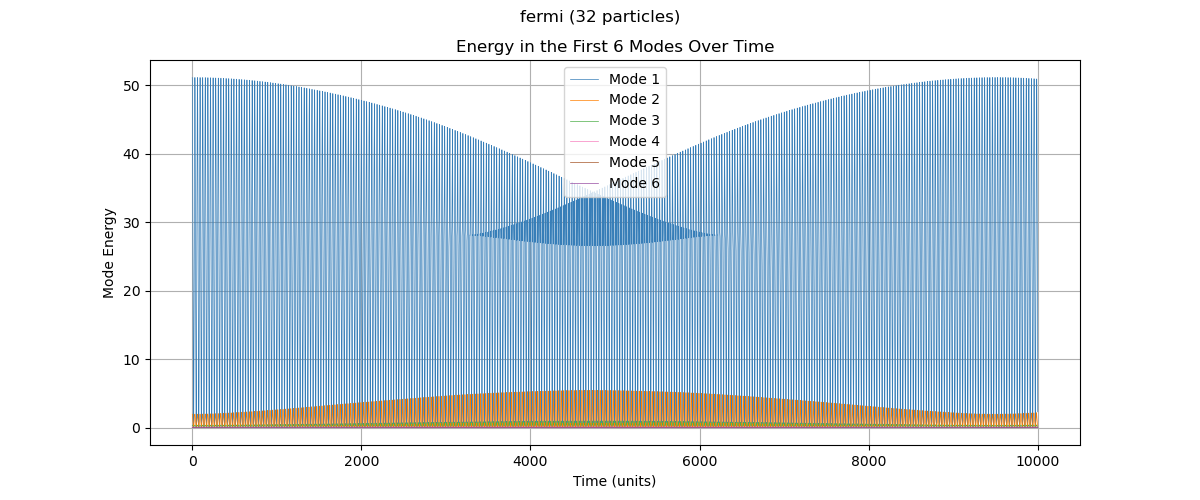 fermi (32 particles)
Energy in the First 6 Modes Over Time
Mode 1
Mode 2
Mode 3
Mode 4
Mode 5
Mode 6
Mode Energy
50
40
30
20
10
0
0 2000 4000 6000 8000 10000
Time (units)